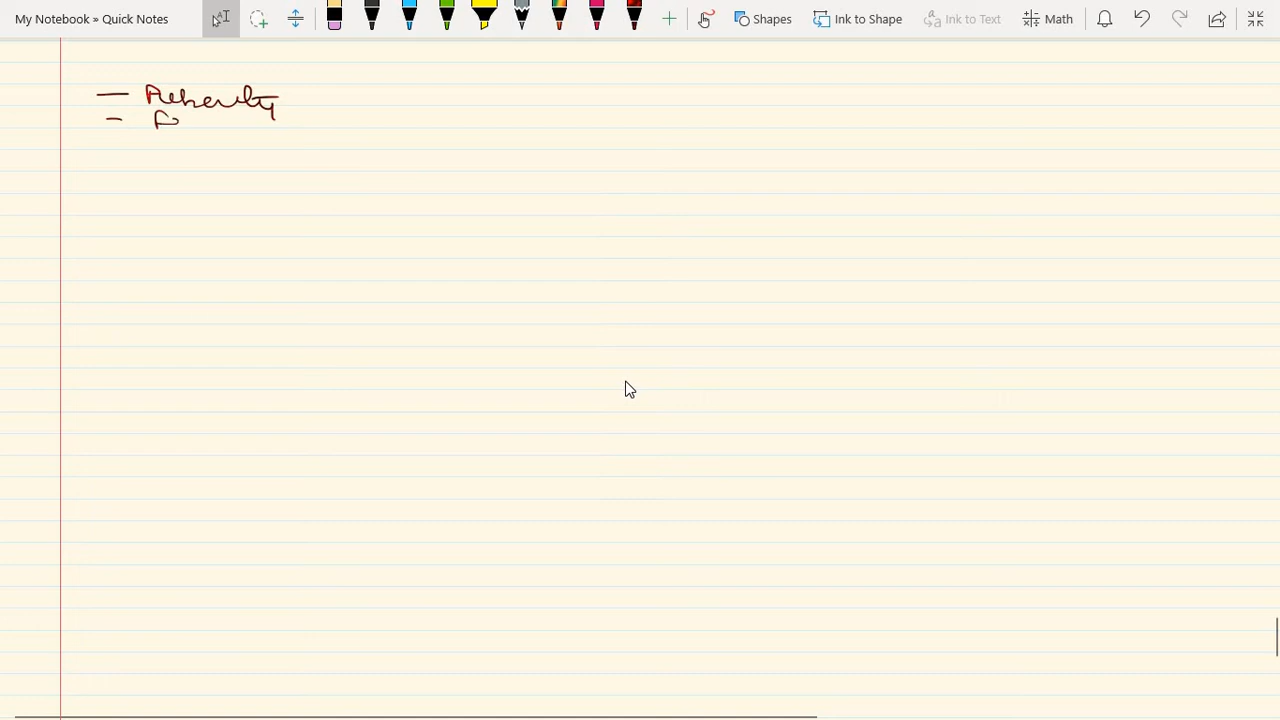 My Notebook » Quick Notes Shapes Ink to Shape Ink to Text Math
—
-